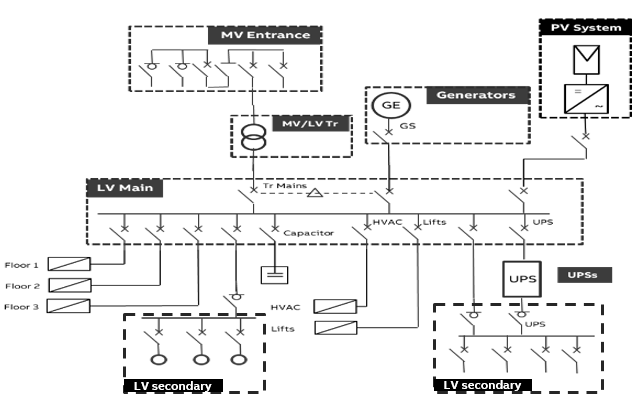 MV Entrance
PV System
Generators
GE
GS
MV/LV Tr
=
~
LV Main
Tr Mains
HVAC
Lifts
UPS
Capacitor
Floor 1
Floor 2
Floor 3
UPS
UPSs
HVAC
Lifts
UPS
LV secondary
LV secondary